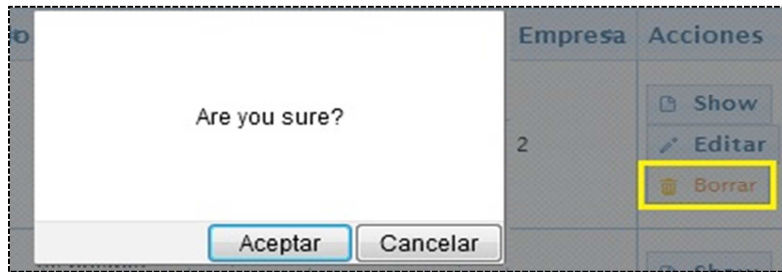 Empresa Acciones
Are you sure?
Show
2
Editar
Borrar
Aceptar Cancelar